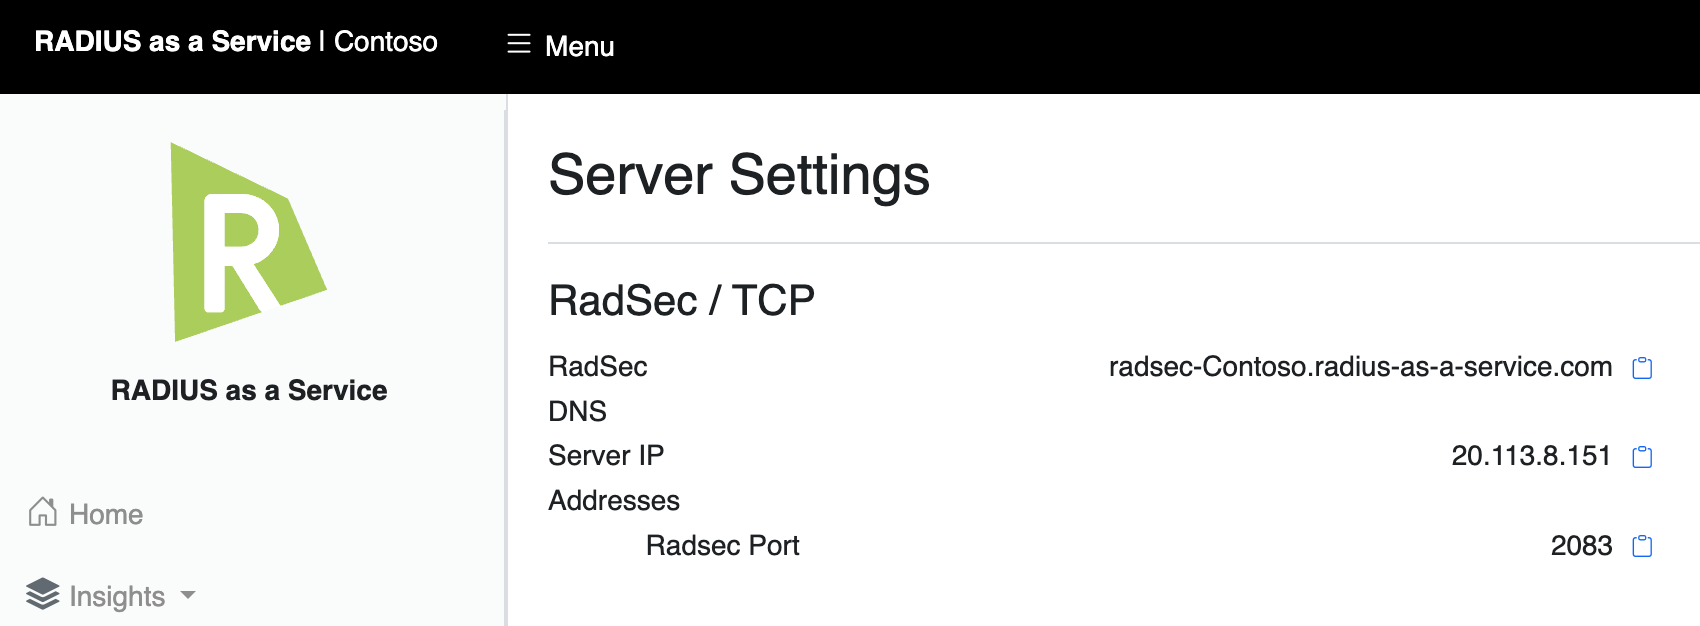 RADIUS as a Service | Contoso
Menu
R
RADIUS as a Service
Home
Insights
Server Settings
RadSec / TCP
RadSec DNS radsec-Contoso.radius-as-a-service.com
Server IP Addresses 20.113.8.151
Radsec Port 2083